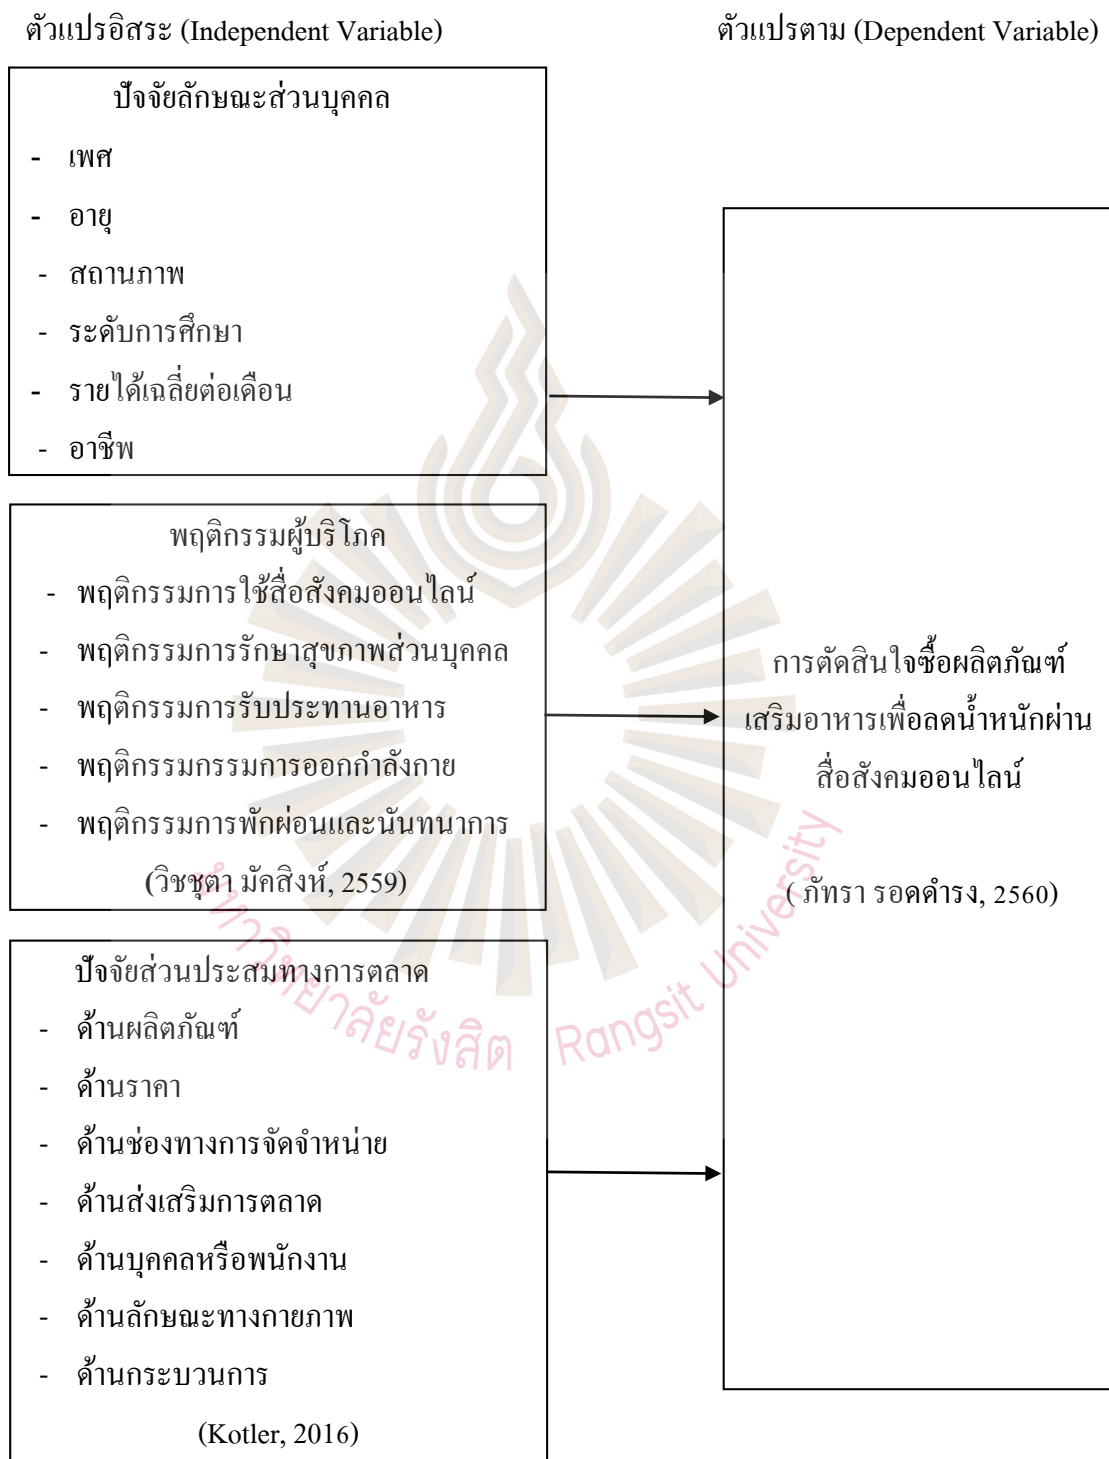 ตัวแปรอิสระ (Independent Variable)
ตัวแปรตาม (Dependent Variable)
ปัจจัยลักษณะส่วนบุคคล
- เพศ
- อายุ
- สถานภาพ
- ระดับการศึกษา
- รายได้เฉลี่ยต่อเดือน
- อาชีพ
พฤติกรรมผู้บริโภค
- พฤติกรรมการใช้สื่อสังคมออนไลน์
- พฤติกรรมการรักษาสุขภาพส่วนบุคคล
- พฤติกรรมการรับประทานอาหาร
- พฤติกรรมกรรมการออกกำลังกาย
- พฤติกรรมการพักผ่อนและนันทนาการ
(วิชชุตา มัคสิงห์, 2559)
ปัจจัยส่วนประสมทางการตลาด
- ด้านผลิตภัณฑ์
- ด้านราคา
- ด้านช่องทางการจัดจำหน่าย
- ด้านส่งเสริมการตลาด
- ด้านบุคคลหรือพนักงาน
- ด้านลักษณะทางกายภาพ
- ด้านกระบวนการ
(Kotler, 2016)
การตัดสินใจซื้อผลิตภัณฑ์
เสริมอาหารเพื่อลดน้ำหนักผ่าน
สื่อสังคมออนไลน์
( ภัทรา รอดดำรง, 2560)
มหาวิทยาลัยรังสิต Rangsit University